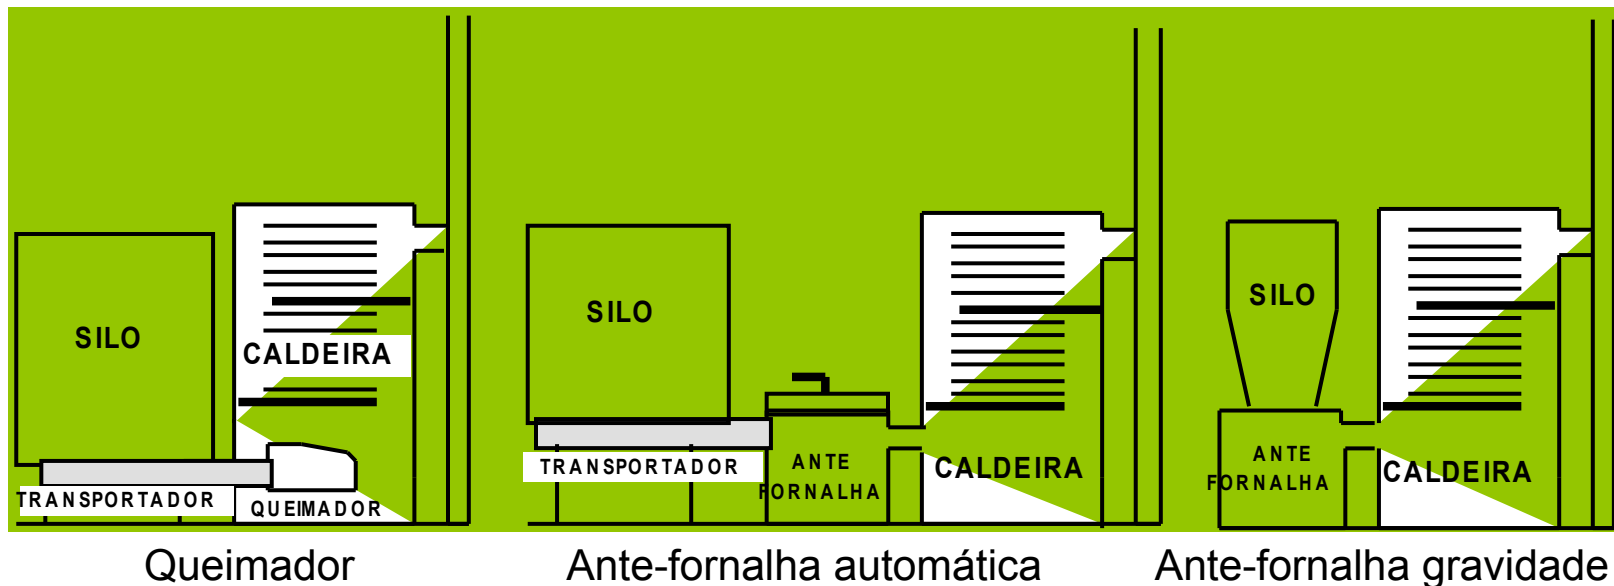 SILO
CALDEIRA
TRANSPORTADOR
QUEIMADOR
Queimador
SILO
TRANSPORTADOR
ANTE
FORNALHA
CALDEIRA
Ante-fornalha automática
SILO
ANTE
FORNALHA
CALDEIRA
Ante-fornalha gravidade